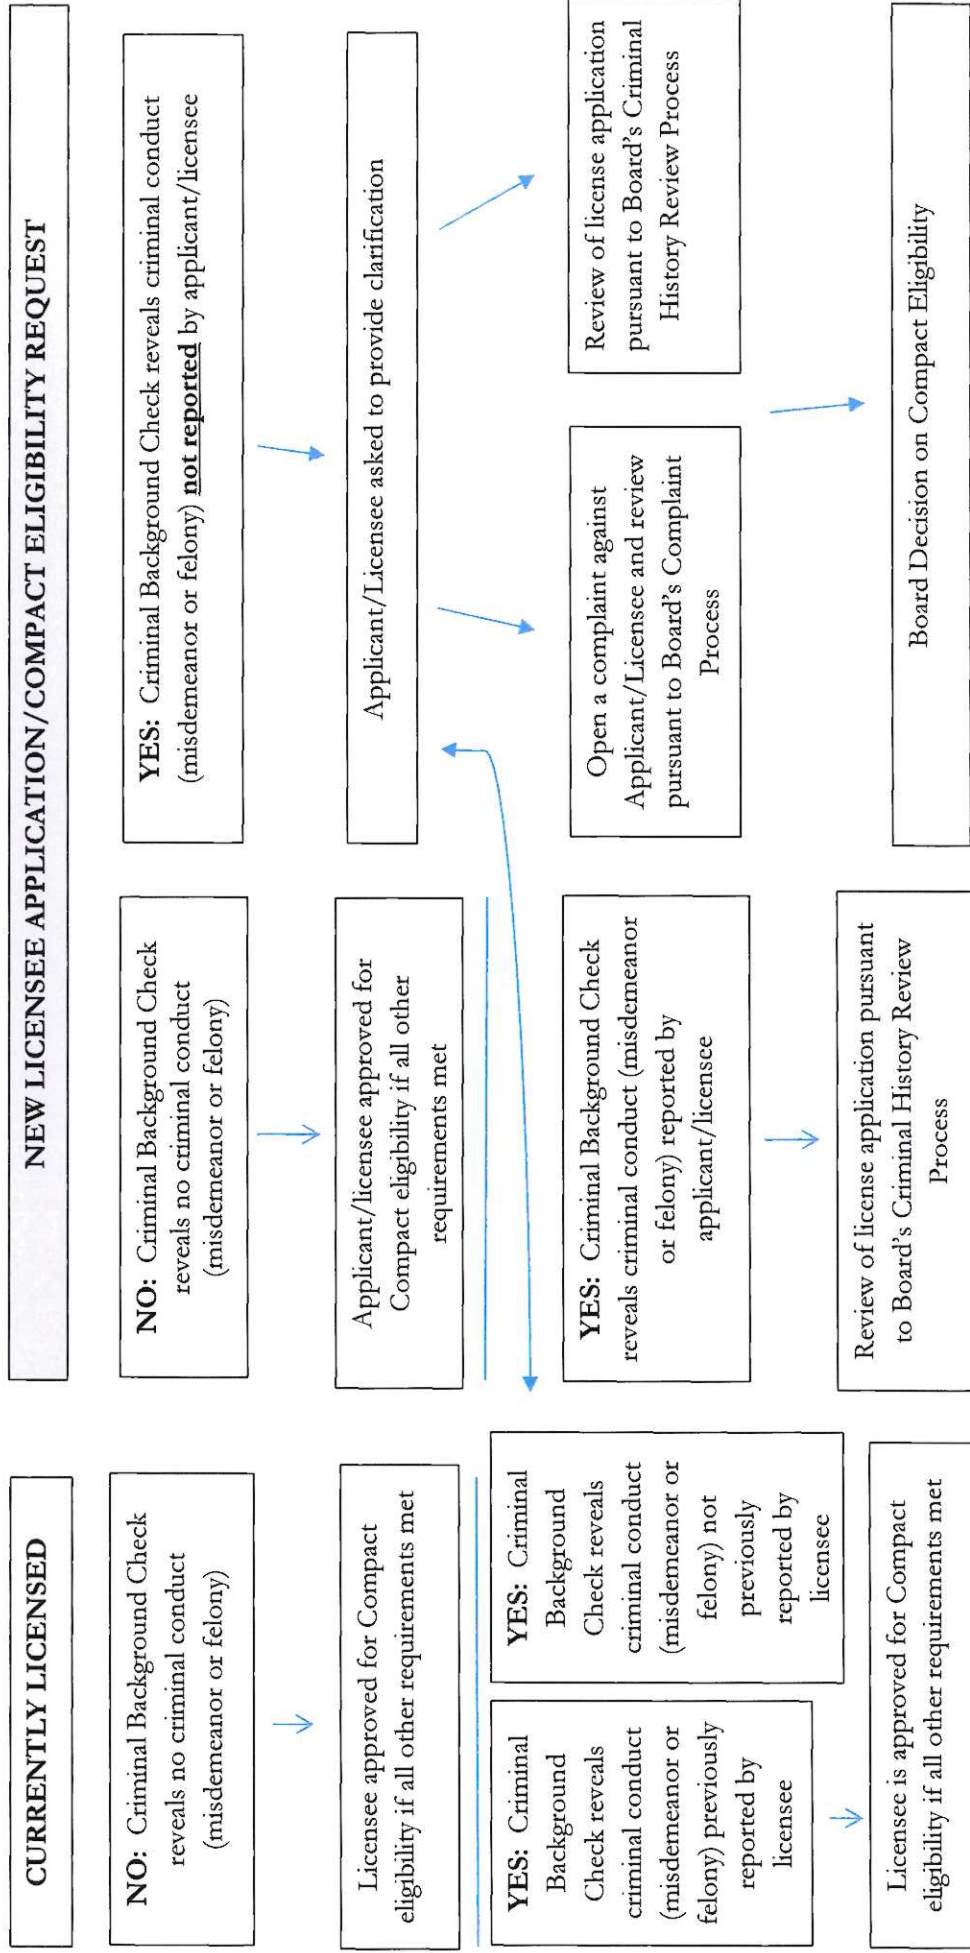 CURRENTLY LICENSED
NO: Criminal Background Check
reveals no criminal conduct
(misdemeanor or felony)
Licensee approved for Compact
eligibility if all other requirements met
YES: Criminal
Background
Check reveals
criminal conduct
(misdemeanor or
felony) previously
reported by
licensee
YES: Criminal
Background
Check reveals
criminal conduct
(misdemeanor or
felony) not
previously
reported by
licensee
Licensee is approved for Compact
eligibility if all other requirements met
NEW LICENSEE APPLICATION/COMPACT ELIGIBILITY REQUEST
NO: Criminal Background Check
reveals no criminal conduct
(misdemeanor or felony)
Applicant/licensee approved for
Compact eligibility if all other
requirements met
YES: Criminal Background Check
reveals criminal conduct (misdemeanor
or felony) reported by
applicant/licensee
Review of license application pursuant
to Board's Criminal History Review
Process
YES: Criminal Background Check reveals criminal conduct
(misdemeanor or felony) not reported by applicant/licensee
Applicant/Licensee asked to provide clarification
Open a complaint against
Applicant/Licensee and review
pursuant to Board's Complaint
Process
Review of license application
pursuant to Board's Criminal
History Review Process
Board Decision on Compact Eligibility